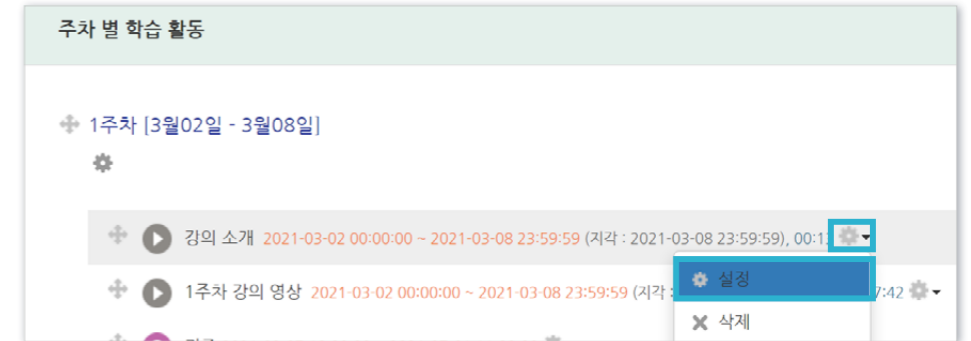 주차 별 학습 활동
1주차 [3월02일 - 3월08일]
강의 소개 2021-03-02 00:00:00 ~ 2021-03-08 23:59:59 (지각 : 2021-03-08 23:59:59),
설정
1주차 강의 영상 2021-03-02 00:00:00 ~ 2021-03-08 23:59:59 (지각 : 7:42
삭제